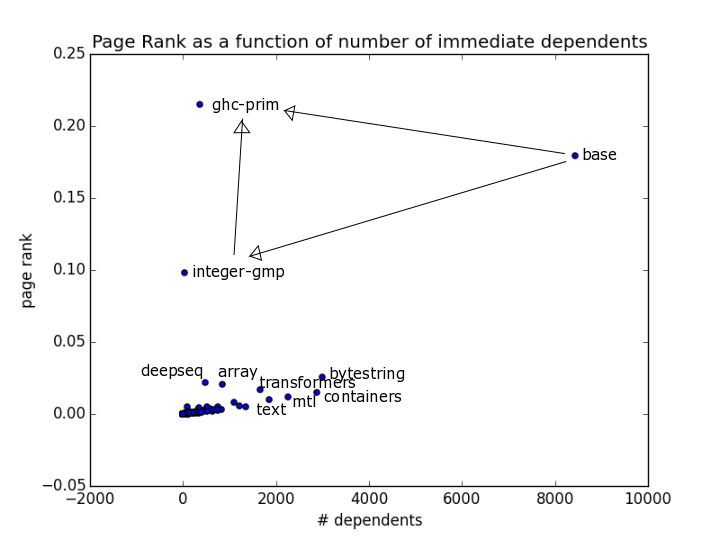 Page Rank as a function of number of immediate dependents
0.25
0.20
0.15
0.10
0.05
0.00
−0.05
page rank
ghc-prim
base
integer-gmp
deepseq
array
bytestring
transformers
containers
mtl
text
−2000
0
2000
4000
6000
8000
10000
# dependents